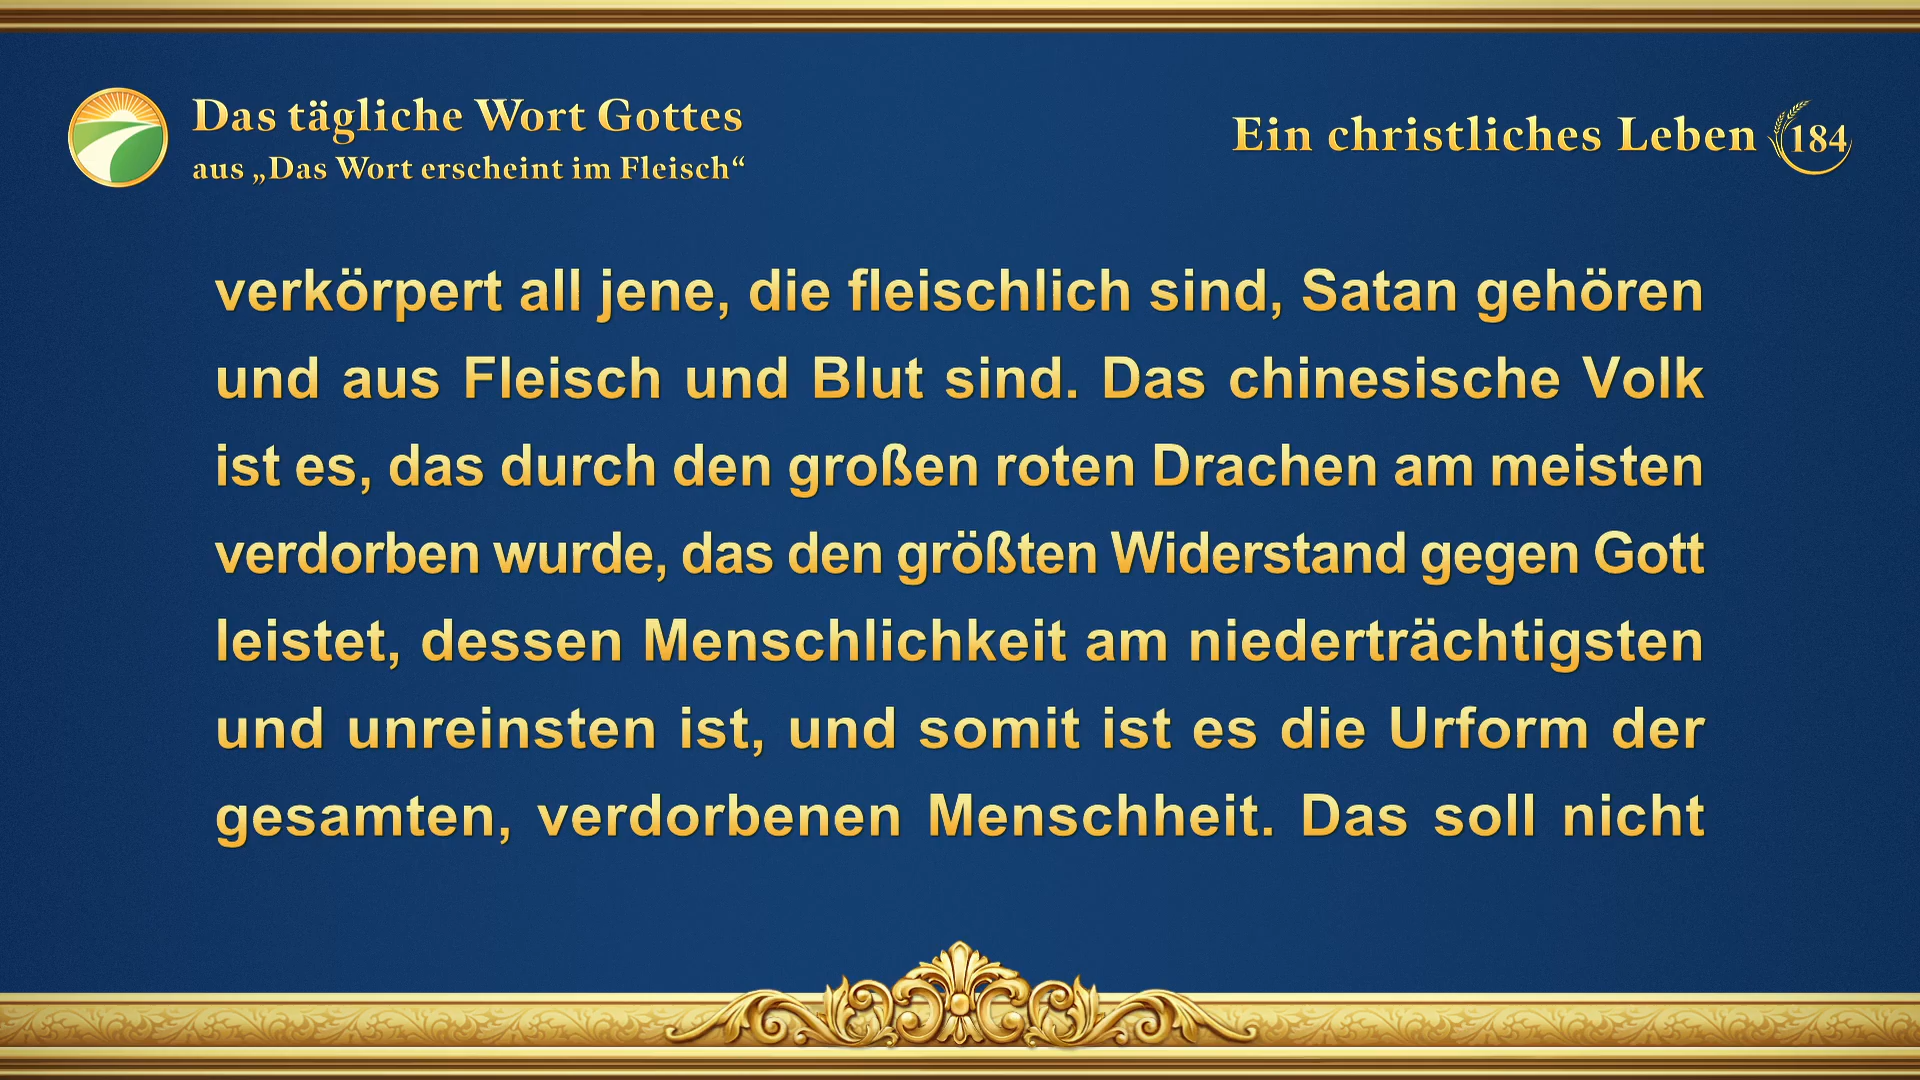 Das tägliche Wort Gottes
aus „Das Wort erscheint im Fleisch“
Ein christliches Leben 184
verkörpert all jene, die fleischlich sind, Satan gehören
und aus Fleisch und Blut sind. Das chinesische Volk
ist es, das durch den großen roten Drachen am meisten
verdorben wurde, das den größten Widerstand gegen Gott
leistet, dessen Menschlichkeit am niederträchtigsten
und unreinsten ist, und somit ist es die Urform der
gesamten, verdorbenen Menschheit. Das soll nicht